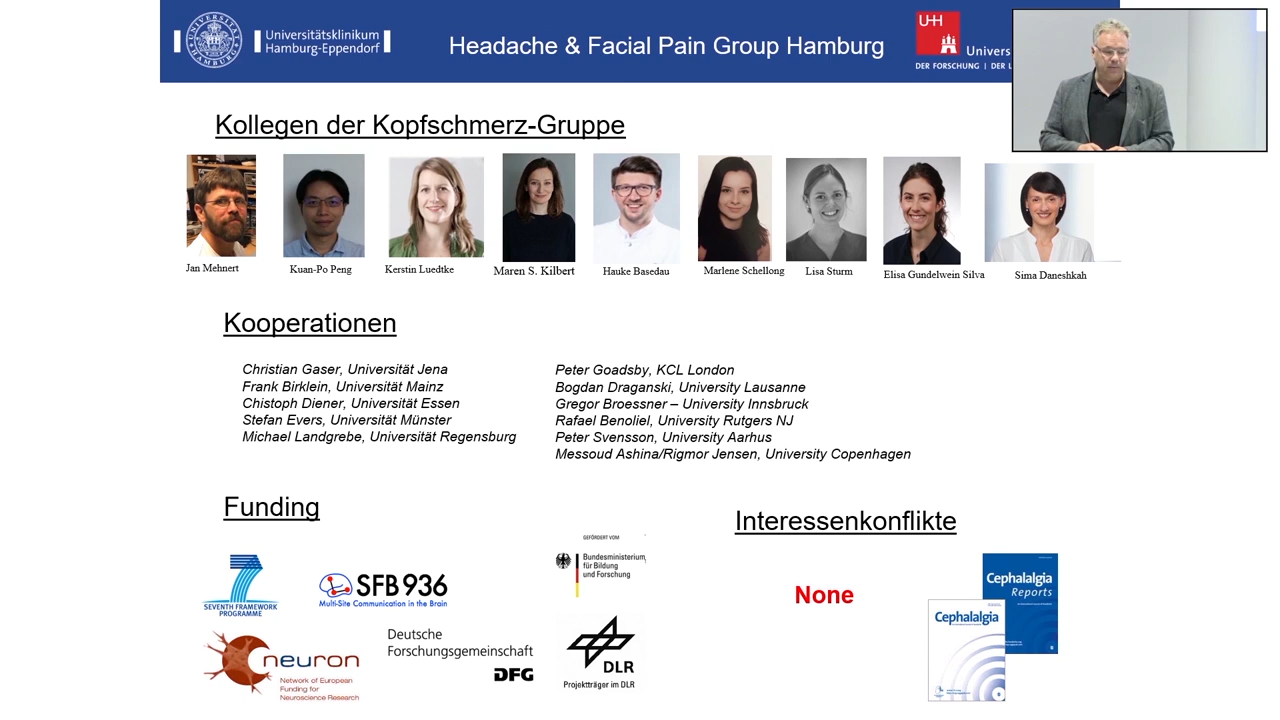 Universitätsklinikum
Hamburg-Eppendorf
Headache & Facial Pain Group Hamburg
UHH
Univers
DER FORSCHUNG | DER L
Kollegen der Kopfschmerz-Gruppe
Jan Mehnert
Kuan-Po Peng
Kerstin Luedtke
Maren S. Kilbert
Hauke Basedau
Marlene Schellong
Lisa Sturm
Elisa Gundelwein Silva
Sima Daneshkah
Kooperationen
Christian Gaser, Universität Jena
Frank Birklein, Universität Mainz
Chistoph Diener, Universität Essen
Stefan Evers, Universität Münster
Michael Landgrebe, Universität Regensburg
Peter Goadsby, KCL London
Bogdan Draganski, University Lausanne
Gregor Broessner – University Innsbruck
Rafael Benoliel, University Rutgers NJ
Peter Svensson, University Aarhus
Messoud Ashina/Rigmor Jensen, University Copenhagen
Funding
7
SEVENTH FRAMEWORK
PROGRAMME
SFB 936
Multi-Site Communication in the Brain
GEFÖRDERT VOM
Bundesministerium
für Bildung
und Forschung
neuron
Network of European
Funding for
Neuroscience Research
Deutsche
Forschungsgemeinschaft
DFG
DLR
Projektträger im DLR
Interessenkonflikte
None
Cephalalgia
Reports
Cephalalgia